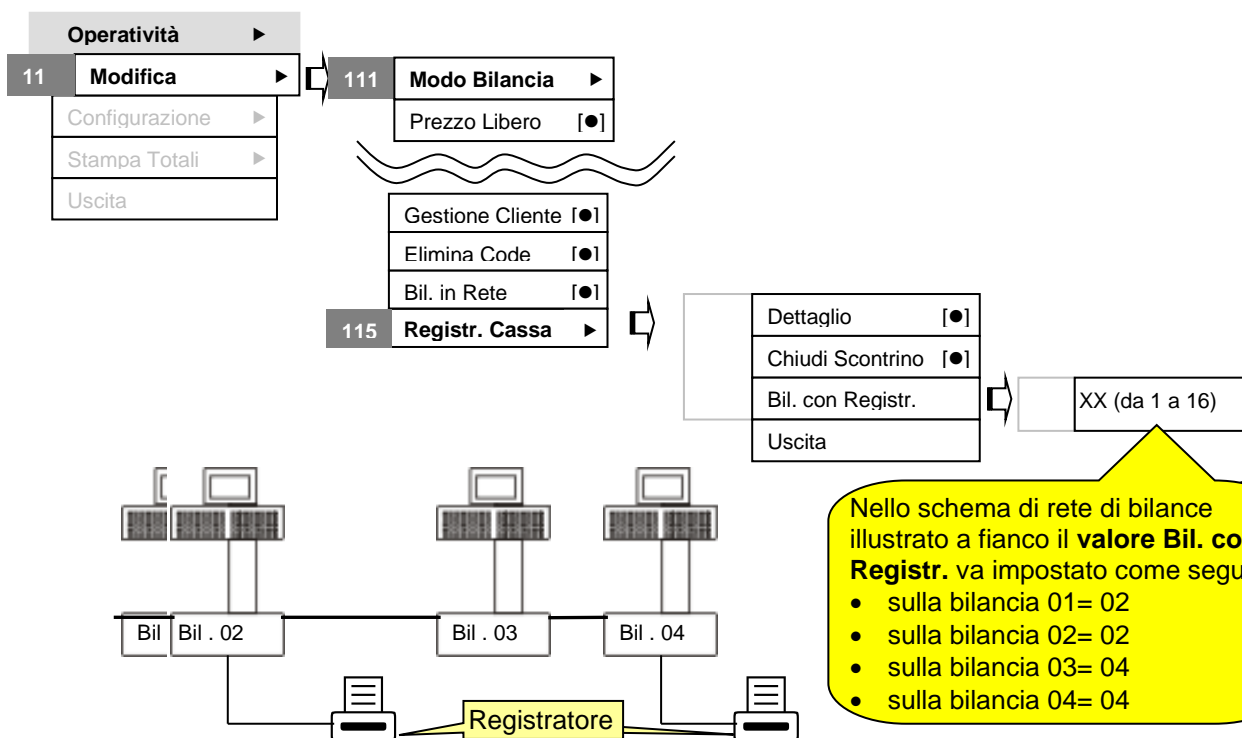 Operatività ►
11 Modifica ►
111 Modo Bilancia ►
Configurazione ►
Prezzo Libero [●]
Stampa Totali ►
Uscita
Gestione Cliente [●]
Elimina Code [●]
Bil. in Rete [●]
115 Registr. Cassa ►
Dettaglio [●]
Chiudi Scontrino [●]
Bil. con Registr.
XX (da 1 a 16)
Uscita
Nello schema di rete di bilance
illustrato a fianco il valore Bil. co
Registr. va impostato come segu
• sulla bilancia 01= 02
• sulla bilancia 02= 02
• sulla bilancia 03= 04
• sulla bilancia 04= 04
Bil
Bil . 02
Bil . 03
Bil . 04
Registratore